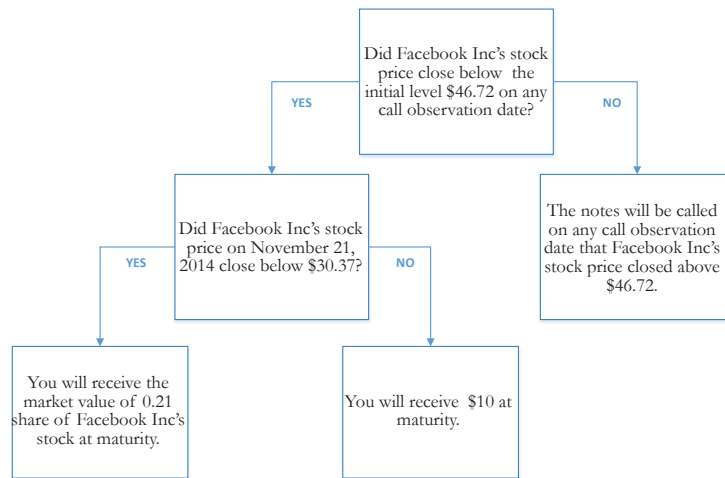 Did Facebook Inc's stock
price close below the
initial level $46.72 on any
call observation date?
YES
NO
Did Facebook Inc's stock
price on November 21,
2014 close below $30.37?
The notes will be called
on any call observation
date that Facebook Inc's
stock price closed above
$46.72.
YES
NO
You will receive the
market value of 0.21
share of Facebook Inc's
stock at maturity.
You will receive $10 at
maturity.